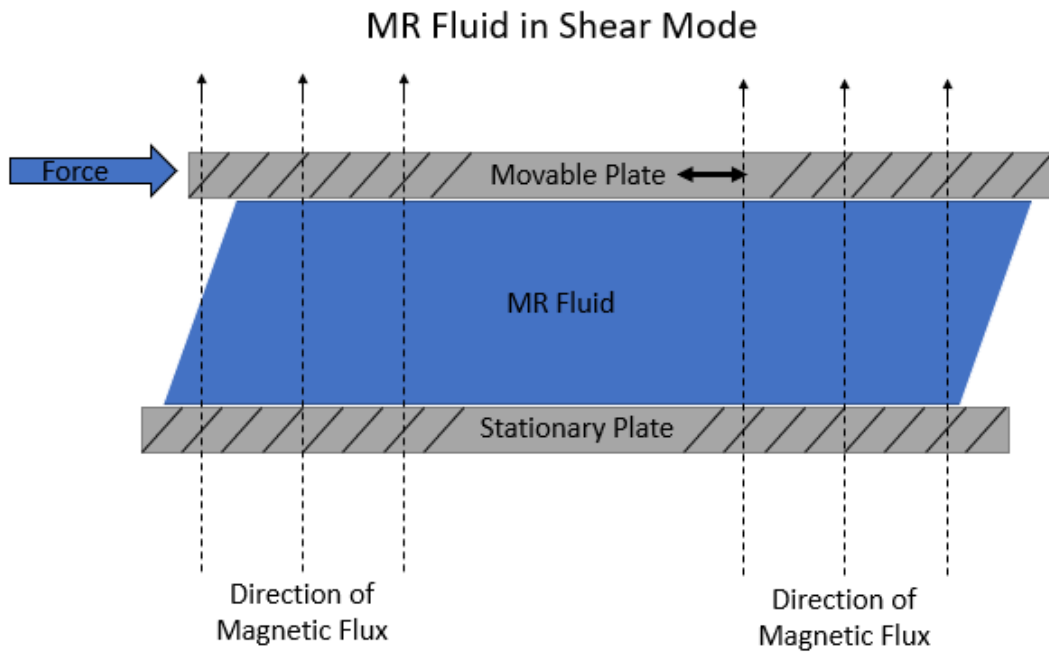 MR Fluid in Shear Mode
Force
Movable Plate
MR Fluid
Stationary Plate
Direction of
Magnetic Flux
Direction of
Magnetic Flux